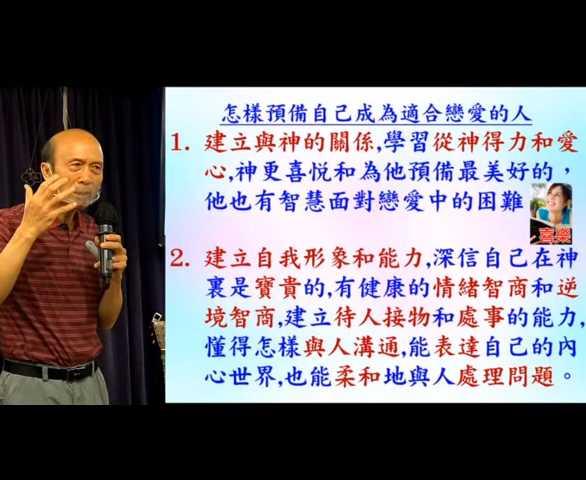 怎樣預備自己成為適合戀愛的人
1. 建立與神的關係,學習從神得力和愛
心,神更喜悅和為他預備最美好的，
他也有智慧面對戀愛中的困難
喜樂
2. 建立自我形象和能力,深信自己在神
裏是寶貴的,有健康的情緒智商和逆
境智商,建立待人接物和處事的能力,
懂得怎樣與人溝通,能表達自己的內
心世界,也能柔和地與人處理問題。